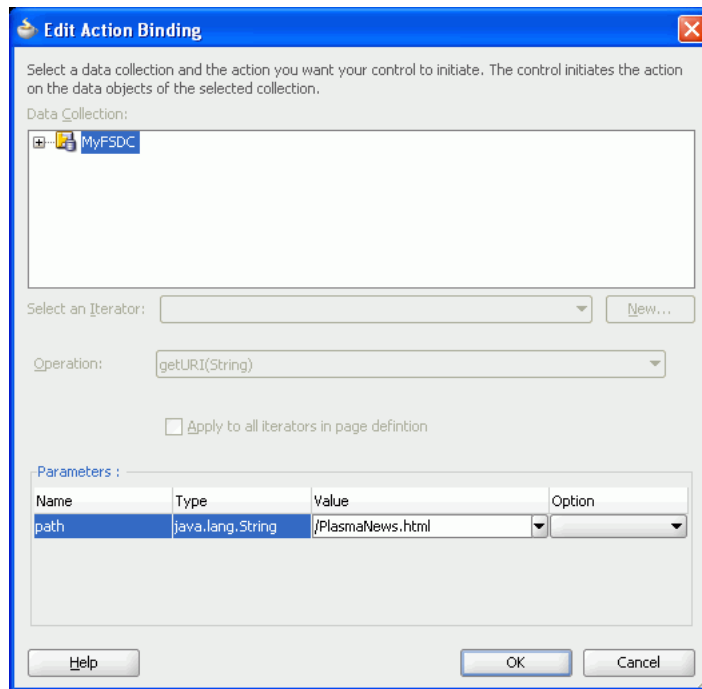 Edit Action Binding
Select a data collection and the action you want your control to initiate. The control initiates the action
on the data objects of the selected collection.
Data Collection:
MyFSDC
Select an Iterator:
New...
Operation:
getURI(String)
Apply to all iterators in page defintion
Parameters :
Name Type Value Option
path java.lang.String /PlasmaNews.html
Help OK Cancel